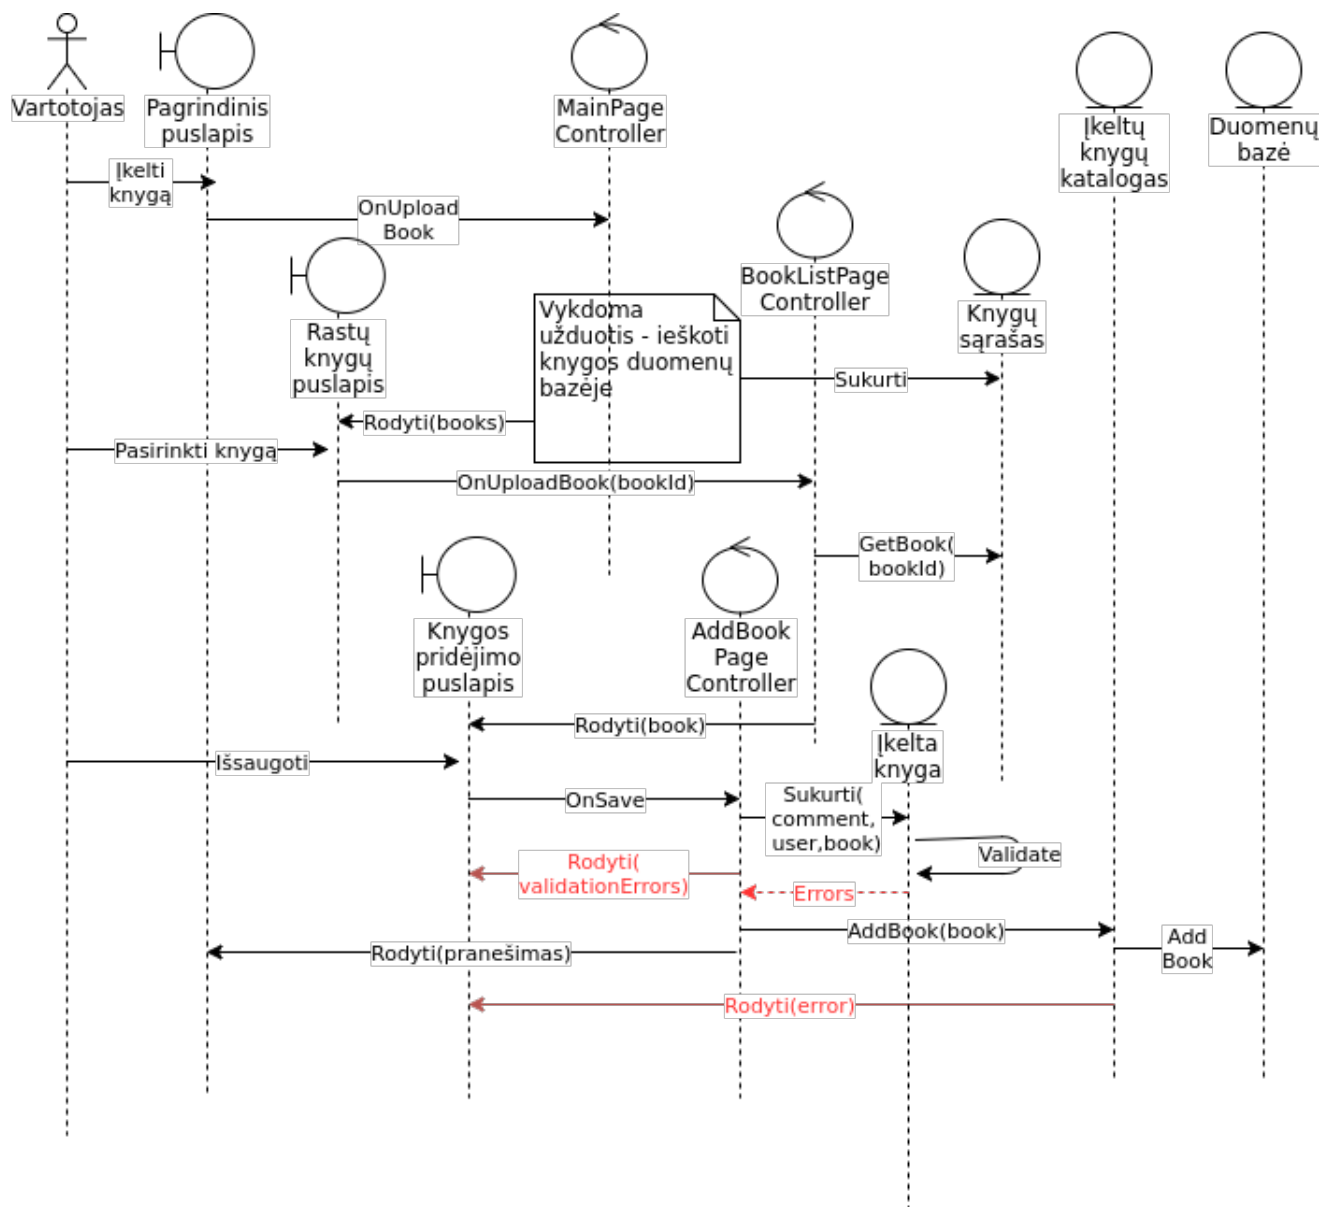 Vartotojas
Pagrindinis
puslapis
MainPage
Controller
Įkeltų
knygų
katalogas
Duomenų
bazė
Įkelti
knygą
OnUpload
Book
BookListPage
Controller
Knygų
sąrašas
Rastų
knygų
puslapis
Vykdoma
užduotis - ieškoti
knygos duomenų
bazėje
Sukurti
Rodyti(books)
Pasirinkti knygą
OnUploadBook(bookId)
GetBook(
bookId)
Knygos
pridėjimo
puslapis
AddBook
Page
Controller
Rodyti(book)
Įkelta
knyga
Išsaugoti
OnSave
Sukurti(
comment,
user,book)
Validate
Rodyti(
validationErrors)
Errors
AddBook(book)
Add
Book
Rodyti(pranešimas)
Rodyti(error)